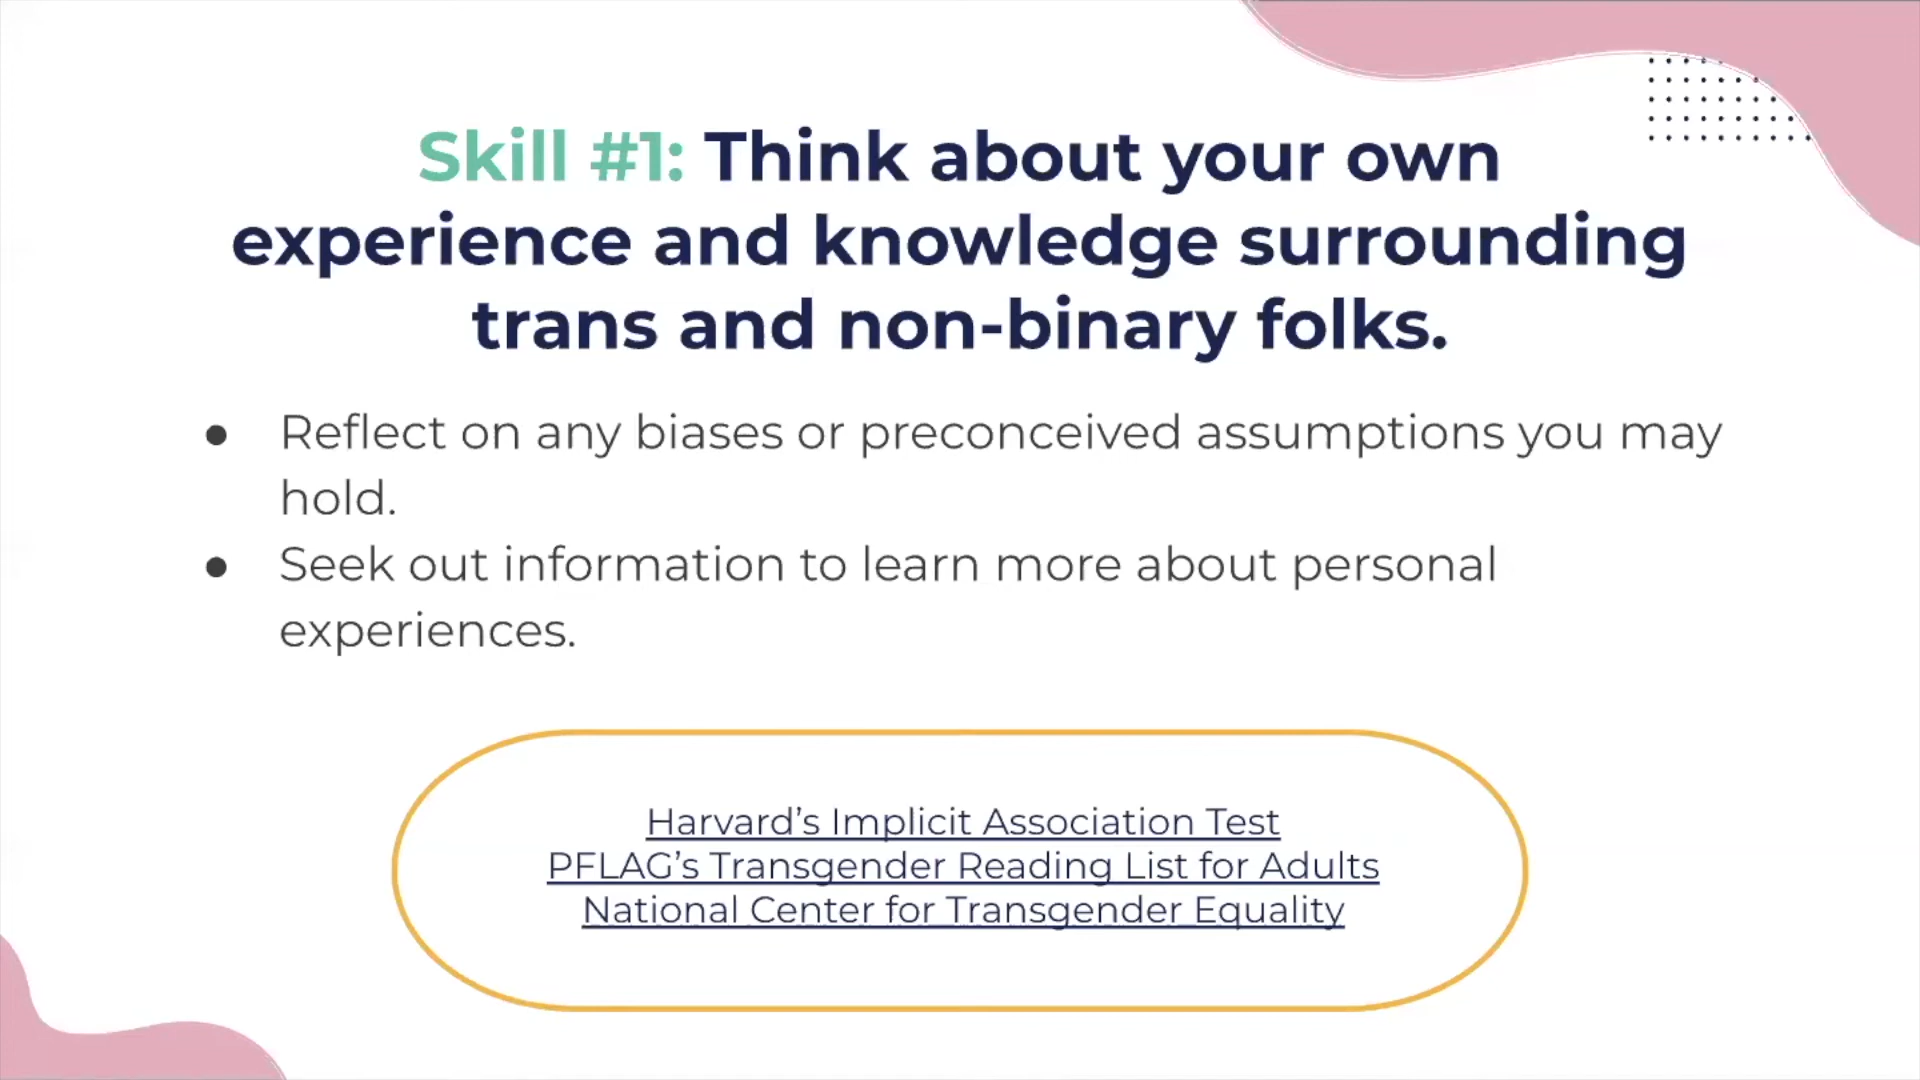 Skill #1: Think about your own
experience and knowledge surrounding
trans and non-binary folks.
● Reflect on any biases or preconceived assumptions you may
hold.
● Seek out information to learn more about personal
experiences.
Harvard’s Implicit Association Test
PFLAG’s Transgender Reading List for Adults
National Center for Transgender Equality